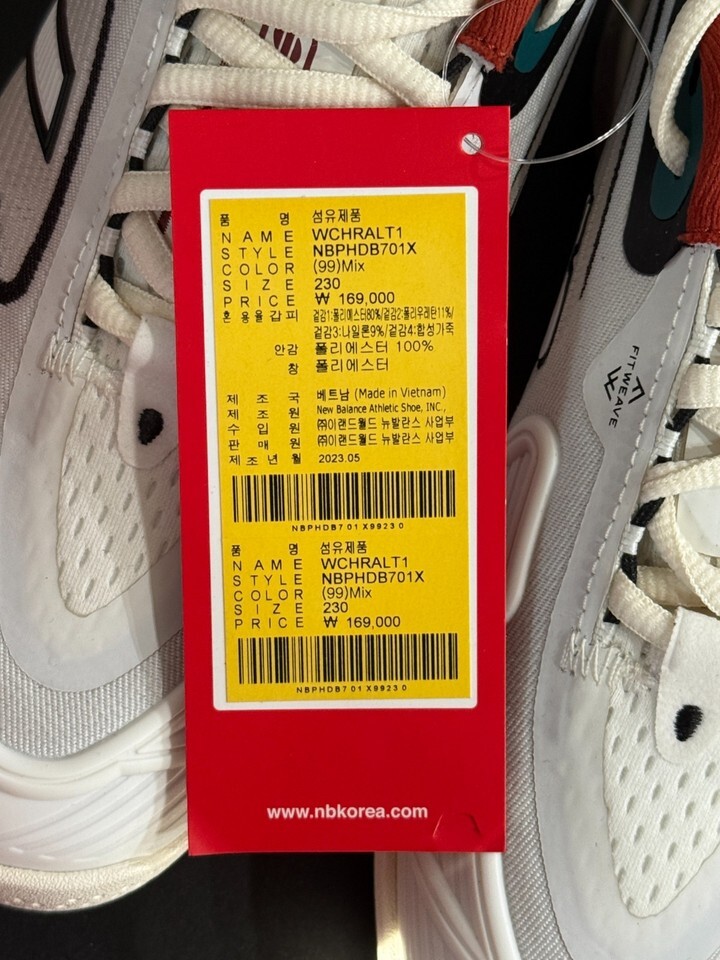 품 명 섬유제품
NAME WCHRALT1
STYLE NBPHDB701X
COLOR (99)Mix
SIZE 230
PRICE ₩ 169,000
혼용율 갑피 겉감1:폴리에스터80%/겉감2:폴리우레탄11%/
겉감3:나일론9%/겉감4:합성가죽
안감 폴리에스터 100%
창 폴리에스터
제 조 국 베트남 (Made in Vietnam)
제 조 원 New Balance Athletic Shoe, INC.,
수 입 원 ㈜이랜드월드 뉴발란스 사업부
판 매 원 ㈜이랜드월드 뉴발란스 사업부
제 조 년 월 2023.05
NBPHDB701X99230
품 명 섬유제품
NAME WCHRALT1
STYLE NBPHDB701X
COLOR (99)Mix
SIZE 230
PRICE ₩ 169,000
NBPHDB701X99230
www.nbkorea.com
FITWEAVE